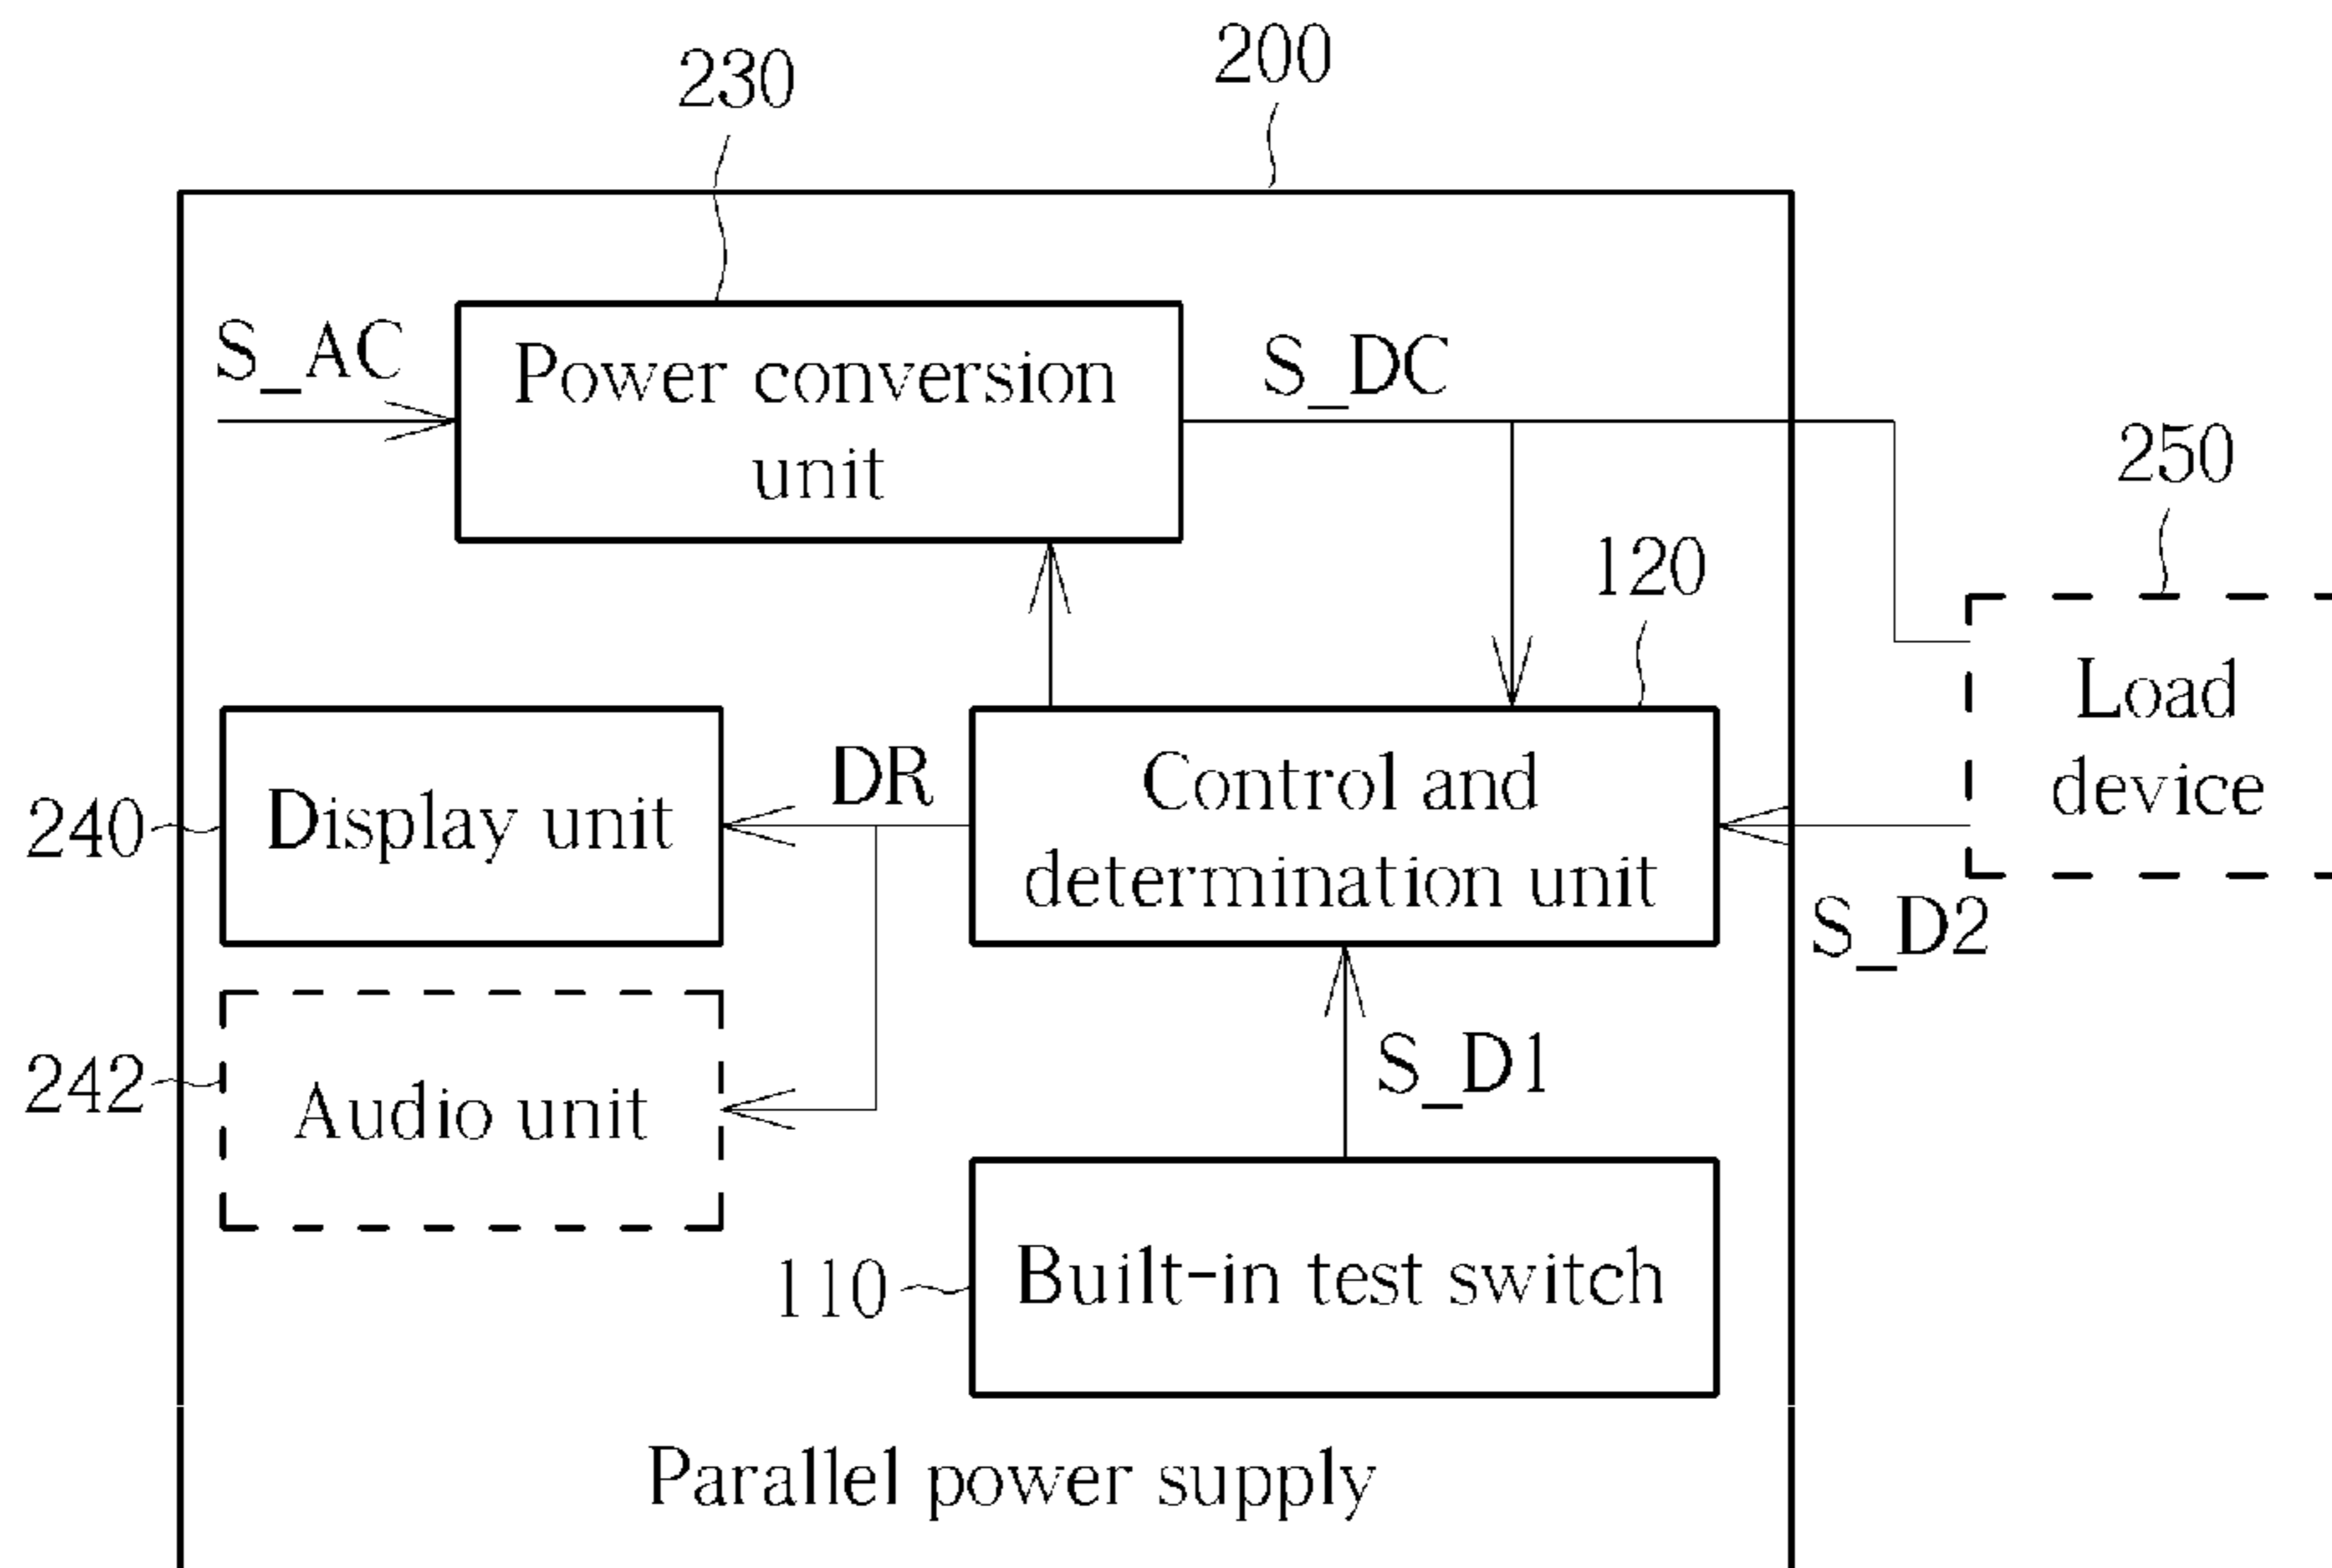 200
230
S_AC
Power conversion
unit
S_DC
250
120
Load
device
DR
Control and
determination unit
240
Display unit
S_D2
242
Audio unit
S_D1
110
Built-in test switch
Parallel power supply